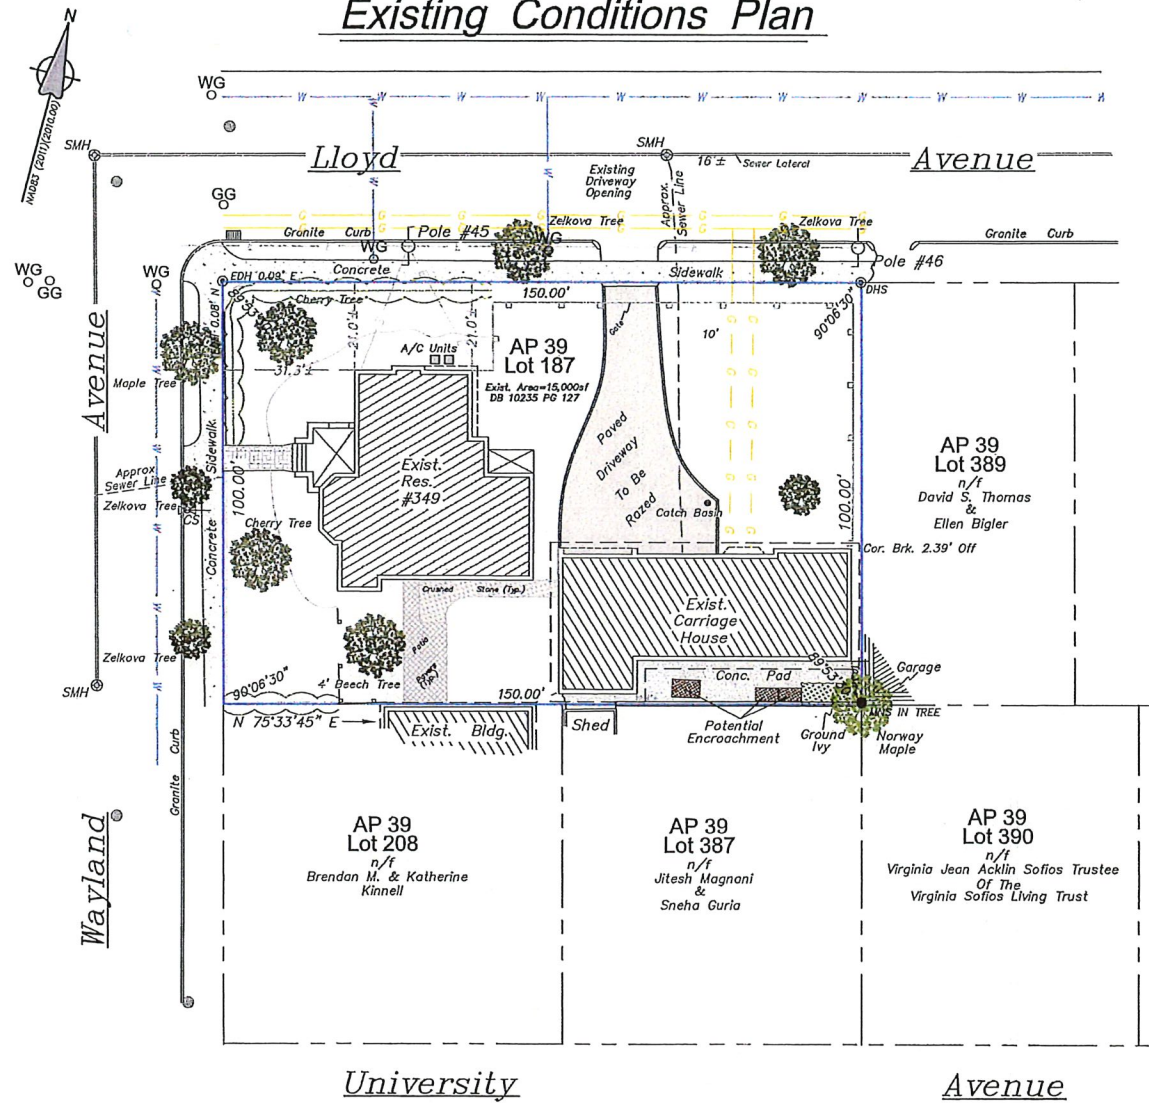 Existing Conditions Plan
N
NAD83 (2011)(2010.00)
WG
W W W W W W W W W W
SMH
Lloyd
SMH
16'± Sewer Lateral
Avenue
Existing
Driveway
Opening
Approx.
Sewer Line
GG
G G G G G G G G
Zelkova Tree
Zelkova Tree
Granite Curb
Pole #45
WG
WG
Granite Curb
Pole #46
WG
GG
WG
EDH 0.09' E
Concrete
Sidewalk
DHS
Cherry Tree
150.00'
90°06'30"
0.08' N
21.0'±
21.0'±
Gate
10'
A/C Units
31.3'±
AP 39
Lot 187
Exist. Area=15,000sf
DB 10235 PG 127
Maple Tree
Avenue
Paved
Driveway
To Be
Razed
AP 39
Lot 389
n/f
David S. Thomas
&
Ellen Bigler
Sidewalk
Approx
Sewer Line
Exist.
Res.
#349
100.00'
Zelkova Tree
CS
Catch Basin
100.00'
Cherry Tree
Concrete
Cor. Brk. 2.39' Off
Crushed Stone (Typ.)
Exist.
Carriage
House
Patio
Pavers
(Typ.)
Zelkova Tree
89°53'
Garage
SMH
90°06'30"
4' Beech Tree
150.00'
Conc. Pad
N 75°33'45" E
Exist. Bldg.
Shed
Potential
Encroachment
Ground
Ivy
DHS IN TREE
Norway
Maple
Granite Curb
Wayland
AP 39
Lot 208
n/f
Brendan M. & Katherine
Kinnell
AP 39
Lot 387
n/f
Jitesh Magnani
&
Sneha Guria
AP 39
Lot 390
n/f
Virginia Jean Acklin Sofios Trustee
Of The
Virginia Sofios Living Trust
University
Avenue